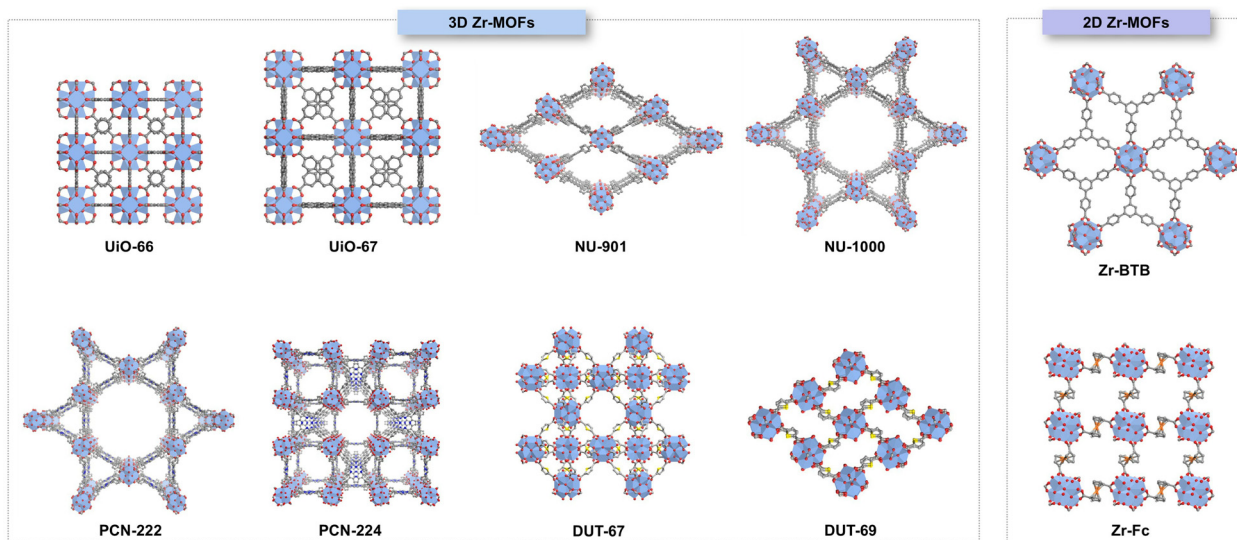 3D Zr-MOFs
2D Zr-MOFs
UiO-66
UiO-67
NU-901
NU-1000
Zr-BTB
PCN-222
PCN-224
DUT-67
DUT-69
Zr-Fc